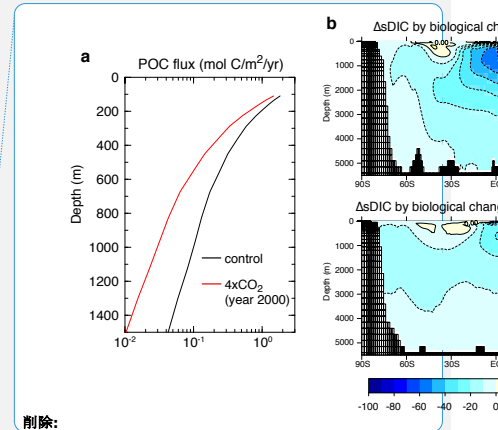 a
POC flux (mol C/m²/yr)
0
200
400
600
800
1000
1200
1400
Depth (m)
10⁻² 10⁻¹ 10⁰
control
4xCO₂
(year 2000)
b
ΔsDIC by biological ch
0
1000
2000
3000
4000
5000
Depth (m)
0.00
90S 60S 30S EQ
ΔsDIC by biological chan
0
1000
2000
3000
4000
5000
Depth (m)
90S 60S 30S EQ
-100 -80 -60 -40 -20 0
削除: